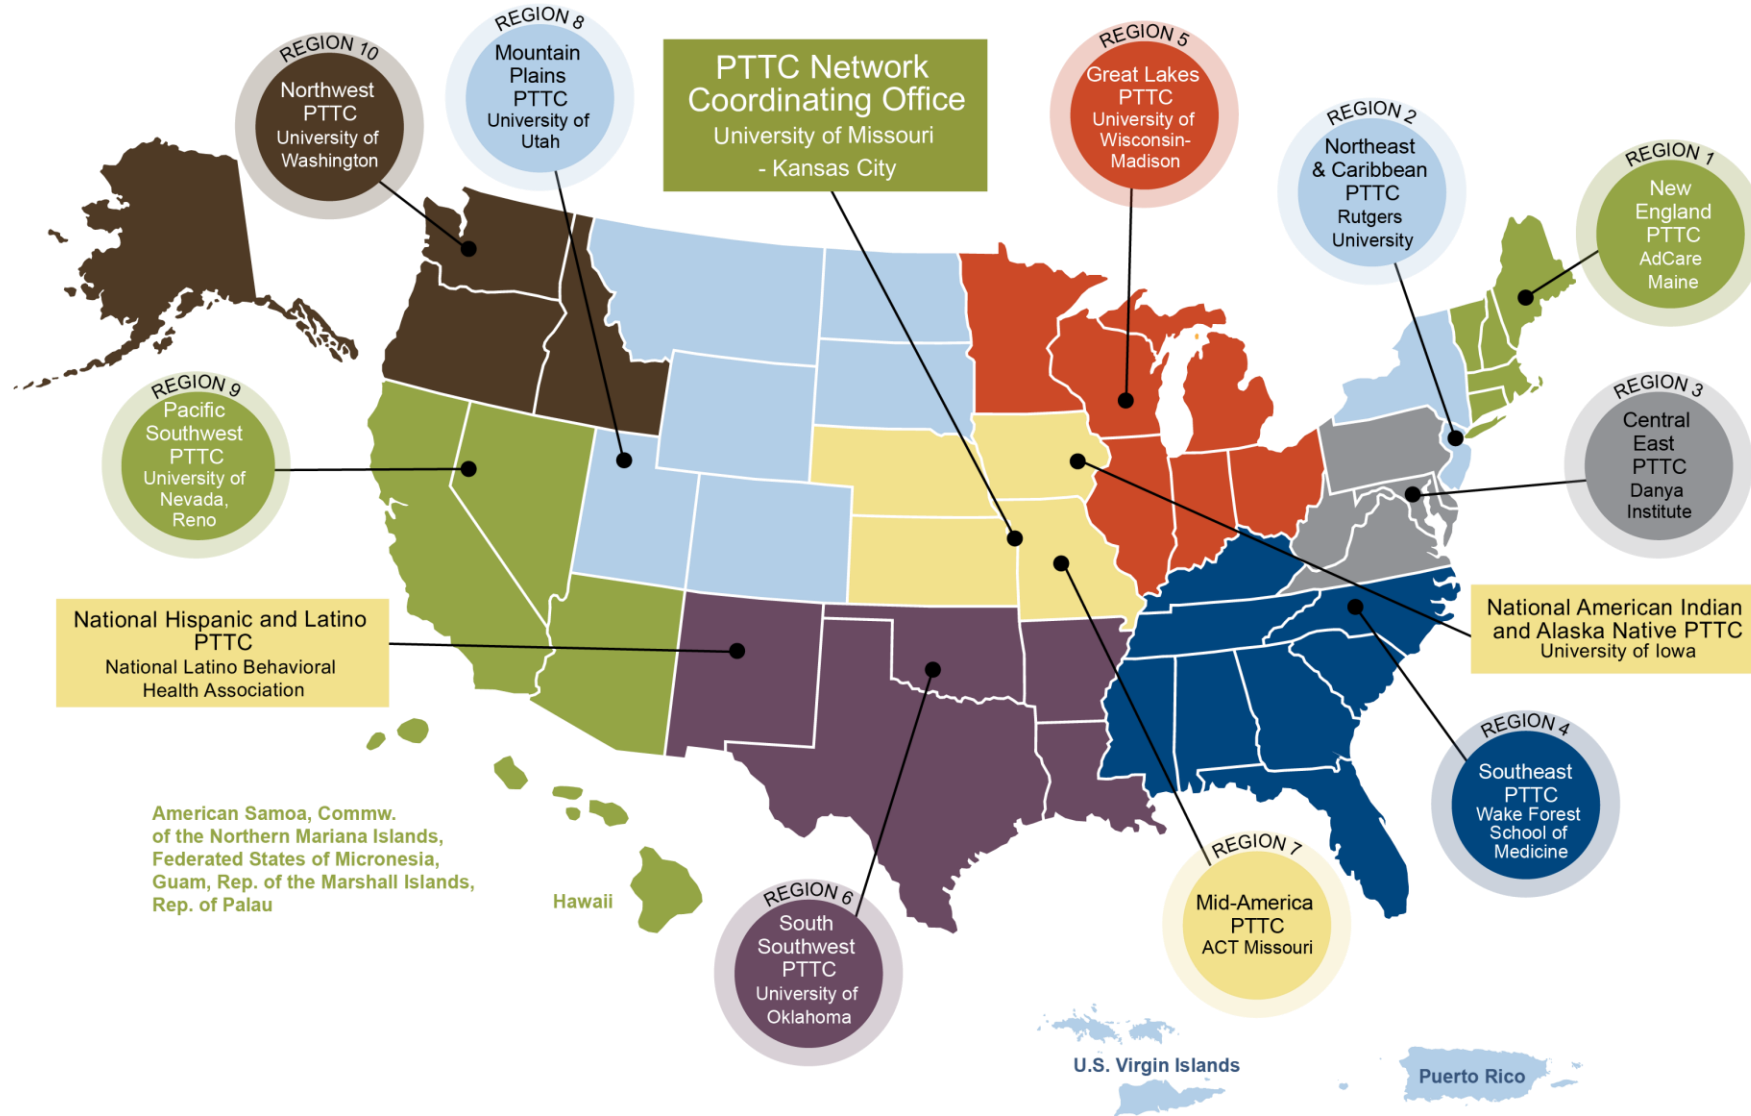 REGION 10
Northwest
PTTC
University of
Washington
REGION 8
Mountain
Plains
PTTC
University of
Utah
PTTC Network
Coordinating Office
University of Missouri
- Kansas City
REGION 5
Great Lakes
PTTC
University of
Wisconsin-
Madison
REGION 2
Northeast
& Caribbean
PTTC
Rutgers
University
REGION 1
New
England
PTTC
AdCare
Maine
REGION 9
Pacific
Southwest
PTTC
University of
Nevada,
Reno
REGION 3
Central
East
PTTC
Danya
Institute
National Hispanic and Latino
PTTC
National Latino Behavioral
Health Association
National American Indian
and Alaska Native PTTC
University of Iowa
REGION 4
Southeast
PTTC
Wake Forest
School of
Medicine
American Samoa, Commw.
of the Northern Mariana Islands,
Federated States of Micronesia,
Guam, Rep. of the Marshall Islands,
Rep. of Palau
Hawaii
REGION 6
South
Southwest
PTTC
University of
Oklahoma
REGION 7
Mid-America
PTTC
ACT Missouri
U.S. Virgin Islands
Puerto Rico